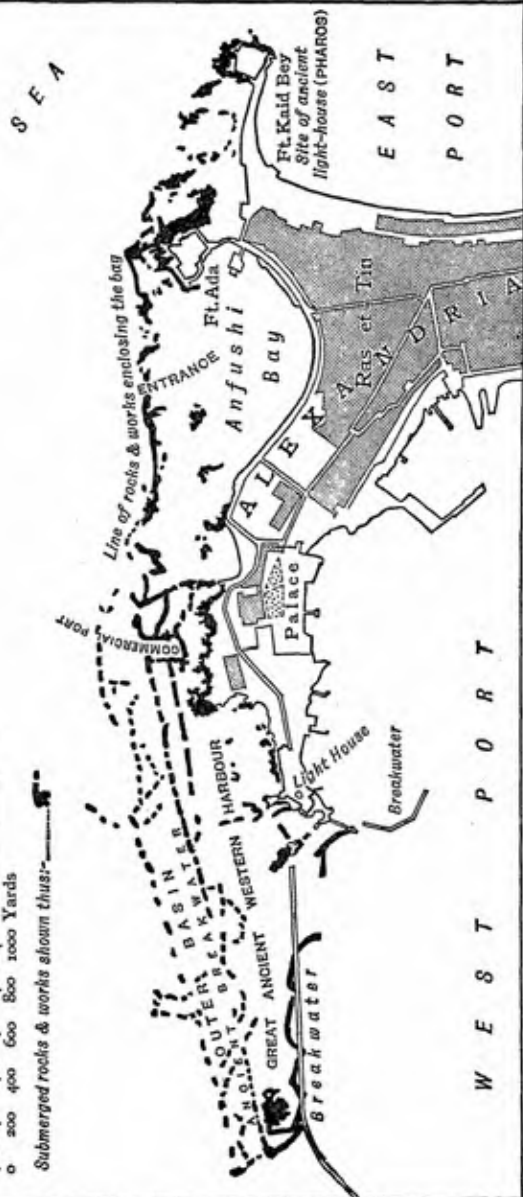 SEA
0 200 400 600 800 1000 Yards
Submerged rocks & works shown thus:-
Line of rocks & works enclosing the bay
ENTRANCE
COMMERCIAL PORT
Ft. Ada
Anfushi
Bay
Ft. Kaid Bey
Site of ancient
light-house (PHAROS)
EAST
PORT
Ras et Tin
ALEXANDRIA
Palace
OUTER BASIN
ANCIENT BREAKWATER
GREAT ANCIENT WESTERN HARBOUR
Light House
Breakwater
Breakwater
WEST PORT